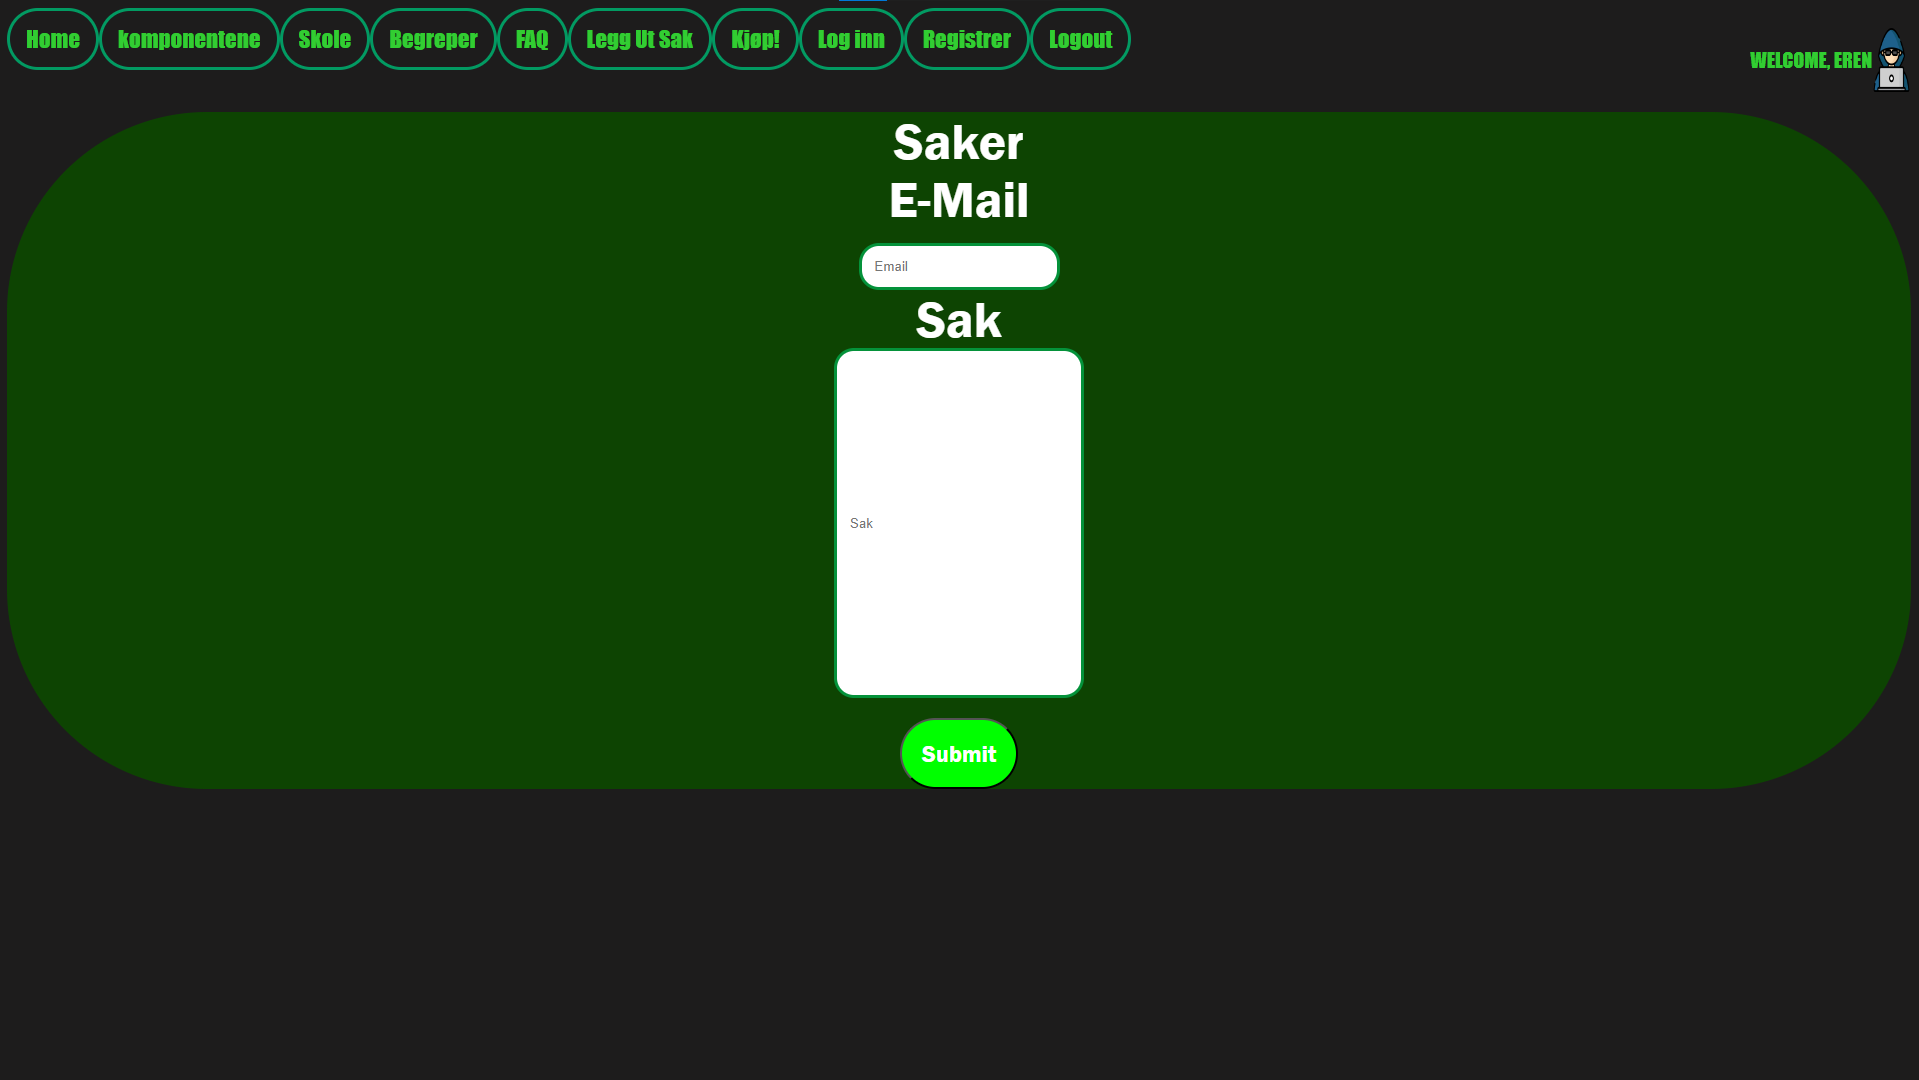 Home komponentene Skole Begreper FAQ Legg Ut Sak Kjøp! Log inn Registrer Logout
WELCOME, EREN
Saker
E-Mail
Email
Sak
Sak
Submit